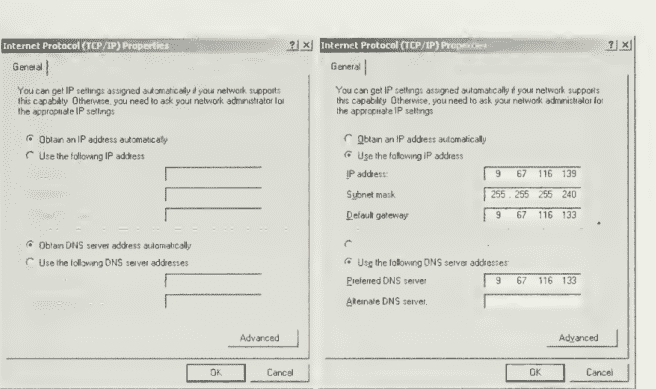 Internet Protocol (TCP/IP) Properties
General
You can get IP settings assigned automatically if your network supports
this capability. Otherwise, you need to ask your network administrator for
the appropriate IP settings
Obtain an IP address automatically
Use the following IP address
Obtain DNS server address automatically
Use the following DNS server addresses
Advanced
OK
Cancel
Internet Protocol (TCP/IP) Properties
General
You can get IP settings assigned automatically if your network supports
this capability. Otherwise, you need to ask your network administrator for
the appropriate IP settings
Obtain an IP address automatically
Use the following IP address
IP address: 9 67 116 139
Subnet mask 255 . 255 255 240
Default gateway 9 67 116 133
Use the following DNS server addresses:
Preferred DNS server 9 67 116 133
Alternate DNS server.
Advanced
OK
Cancel